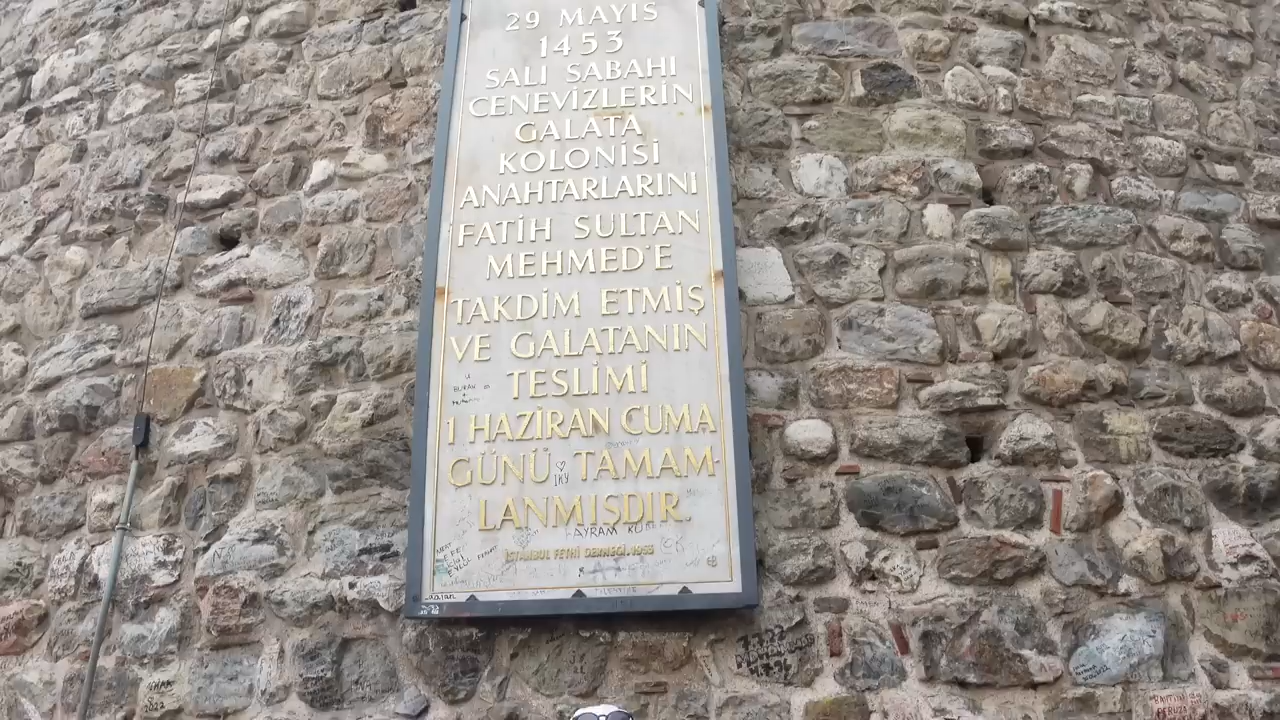 29 MAYIS
1453
SALI SABAHI
CENEVİZLERİN
GALATA
KOLONİSİ
ANAHTARLARINI
FATİH SULTAN
MEHMED'E
TAKDİM ETMİŞ
VE GALATANIN
TESLİMİ
1 HAZİRAN CUMA
GÜNÜ TAMAM-
LANMIŞDIR.
İSTANBUL FETHİ DERNEĞİ. 1953
2022